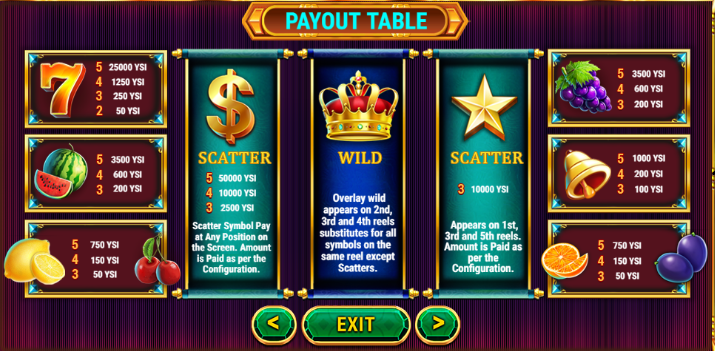 PAYOUT TABLE
5 25000 YSI
4 1250 YSI
3 250 YSI
2 50 YSI
5 3500 YSI
4 600 YSI
3 200 YSI
5 750 YSI
4 150 YSI
3 50 YSI
SCATTER
5 50000 YSI
4 10000 YSI
3 2500 YSI
Scatter Symbol Pay
at Any Position on
the Screen. Amount
is Paid as per the
Configuration.
WILD
Overlay wild
appears on 2nd,
3rd and 4th reels
substitutes for all
symbols on the
same reel except
Scatters.
SCATTER
3 10000 YSI
Appears on 1st,
3rd and 5th reels.
Amount is Paid as
per the
Configuration.
5 3500 YSI
4 600 YSI
3 200 YSI
5 1000 YSI
4 200 YSI
3 100 YSI
5 750 YSI
4 150 YSI
3 50 YSI
< EXIT >